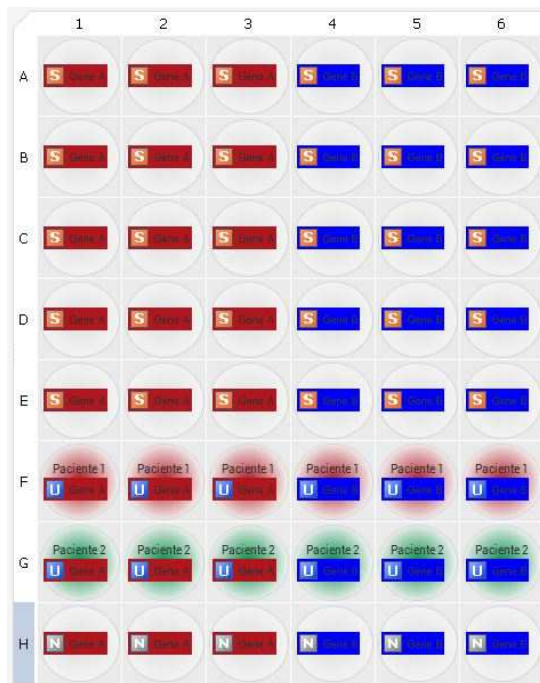 1 2 3 4 5 6
A S Gene A S Gene A S Gene A S Gene B S Gene B S Gene B
B S Gene A S Gene A S Gene A S Gene B S Gene B S Gene B
C S Gene A S Gene A S Gene A S Gene B S Gene B S Gene B
D S Gene A S Gene A S Gene A S Gene B S Gene B S Gene B
E S Gene A S Gene A S Gene A S Gene B S Gene B S Gene B
Paciente 1 Paciente 1 Paciente 1 Paciente 1 Paciente 1 Paciente 1
F U Gene A U Gene A U Gene A U Gene B U Gene B U Gene B
Paciente 2 Paciente 2 Paciente 2 Paciente 2 Paciente 2 Paciente 2
G U Gene A U Gene A U Gene A U Gene B U Gene B U Gene B
H N Gene A N Gene A N Gene A N Gene B N Gene B N Gene B